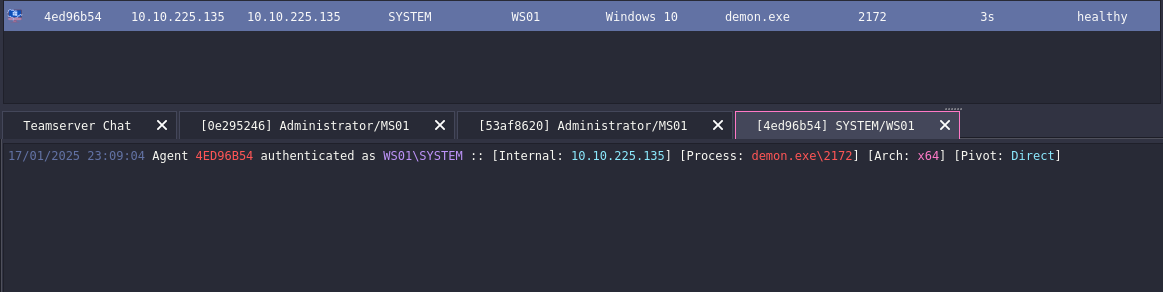 4ed96b54 10.10.225.135 10.10.225.135 SYSTEM WS01 Windows 10 demon.exe 2172 3s healthy
Teamserver Chat [0e295246] Administrator/MS01 [53af8620] Administrator/MS01 [4ed96b54] SYSTEM/WS01
17/01/2025 23:09:04 Agent 4ED96B54 authenticated as WS01\SYSTEM :: [Internal: 10.10.225.135] [Process: demon.exe\2172] [Arch: x64] [Pivot: Direct]